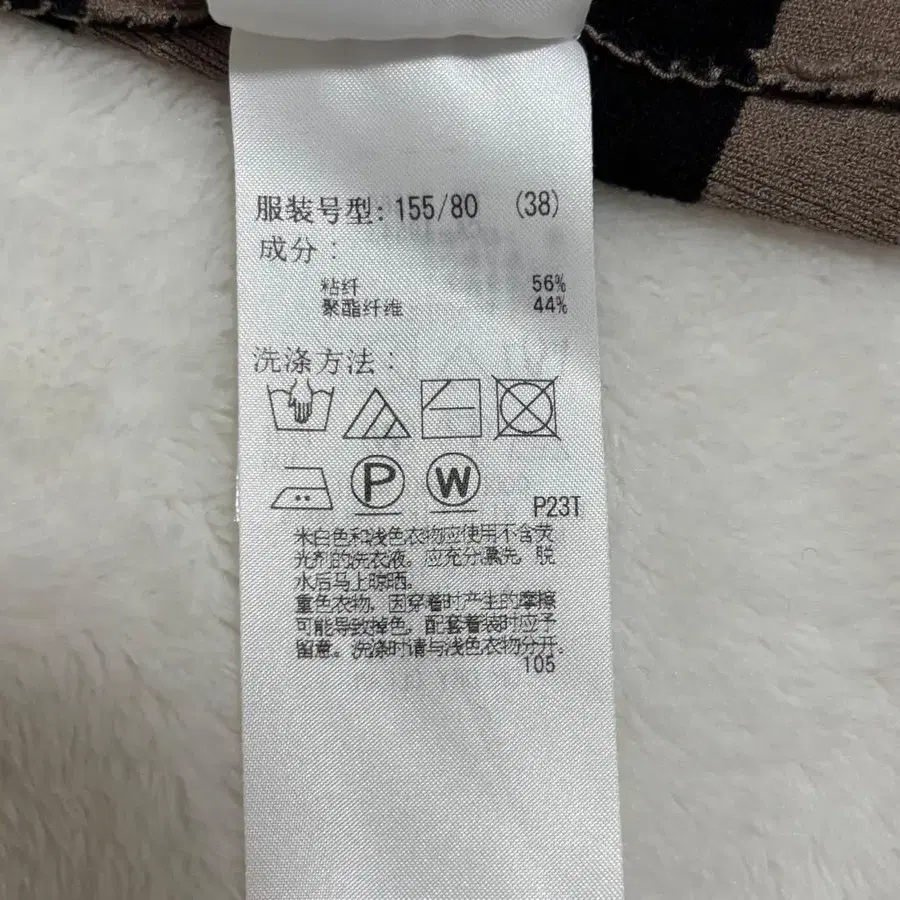 服装号型: 155/80 (38)
成分:
粘纤 56%
聚酯纤维 44%
洗涤方法:
P W
P23T
米白色和浅色衣物应使用不含荧
光剂的洗衣液。应充分漂洗，脱
水后马上晾晒。
重色衣物，因穿着时产生的摩擦
可能导致掉色，配套着装时应予
留意。洗涤时请与浅色衣物分开。
105